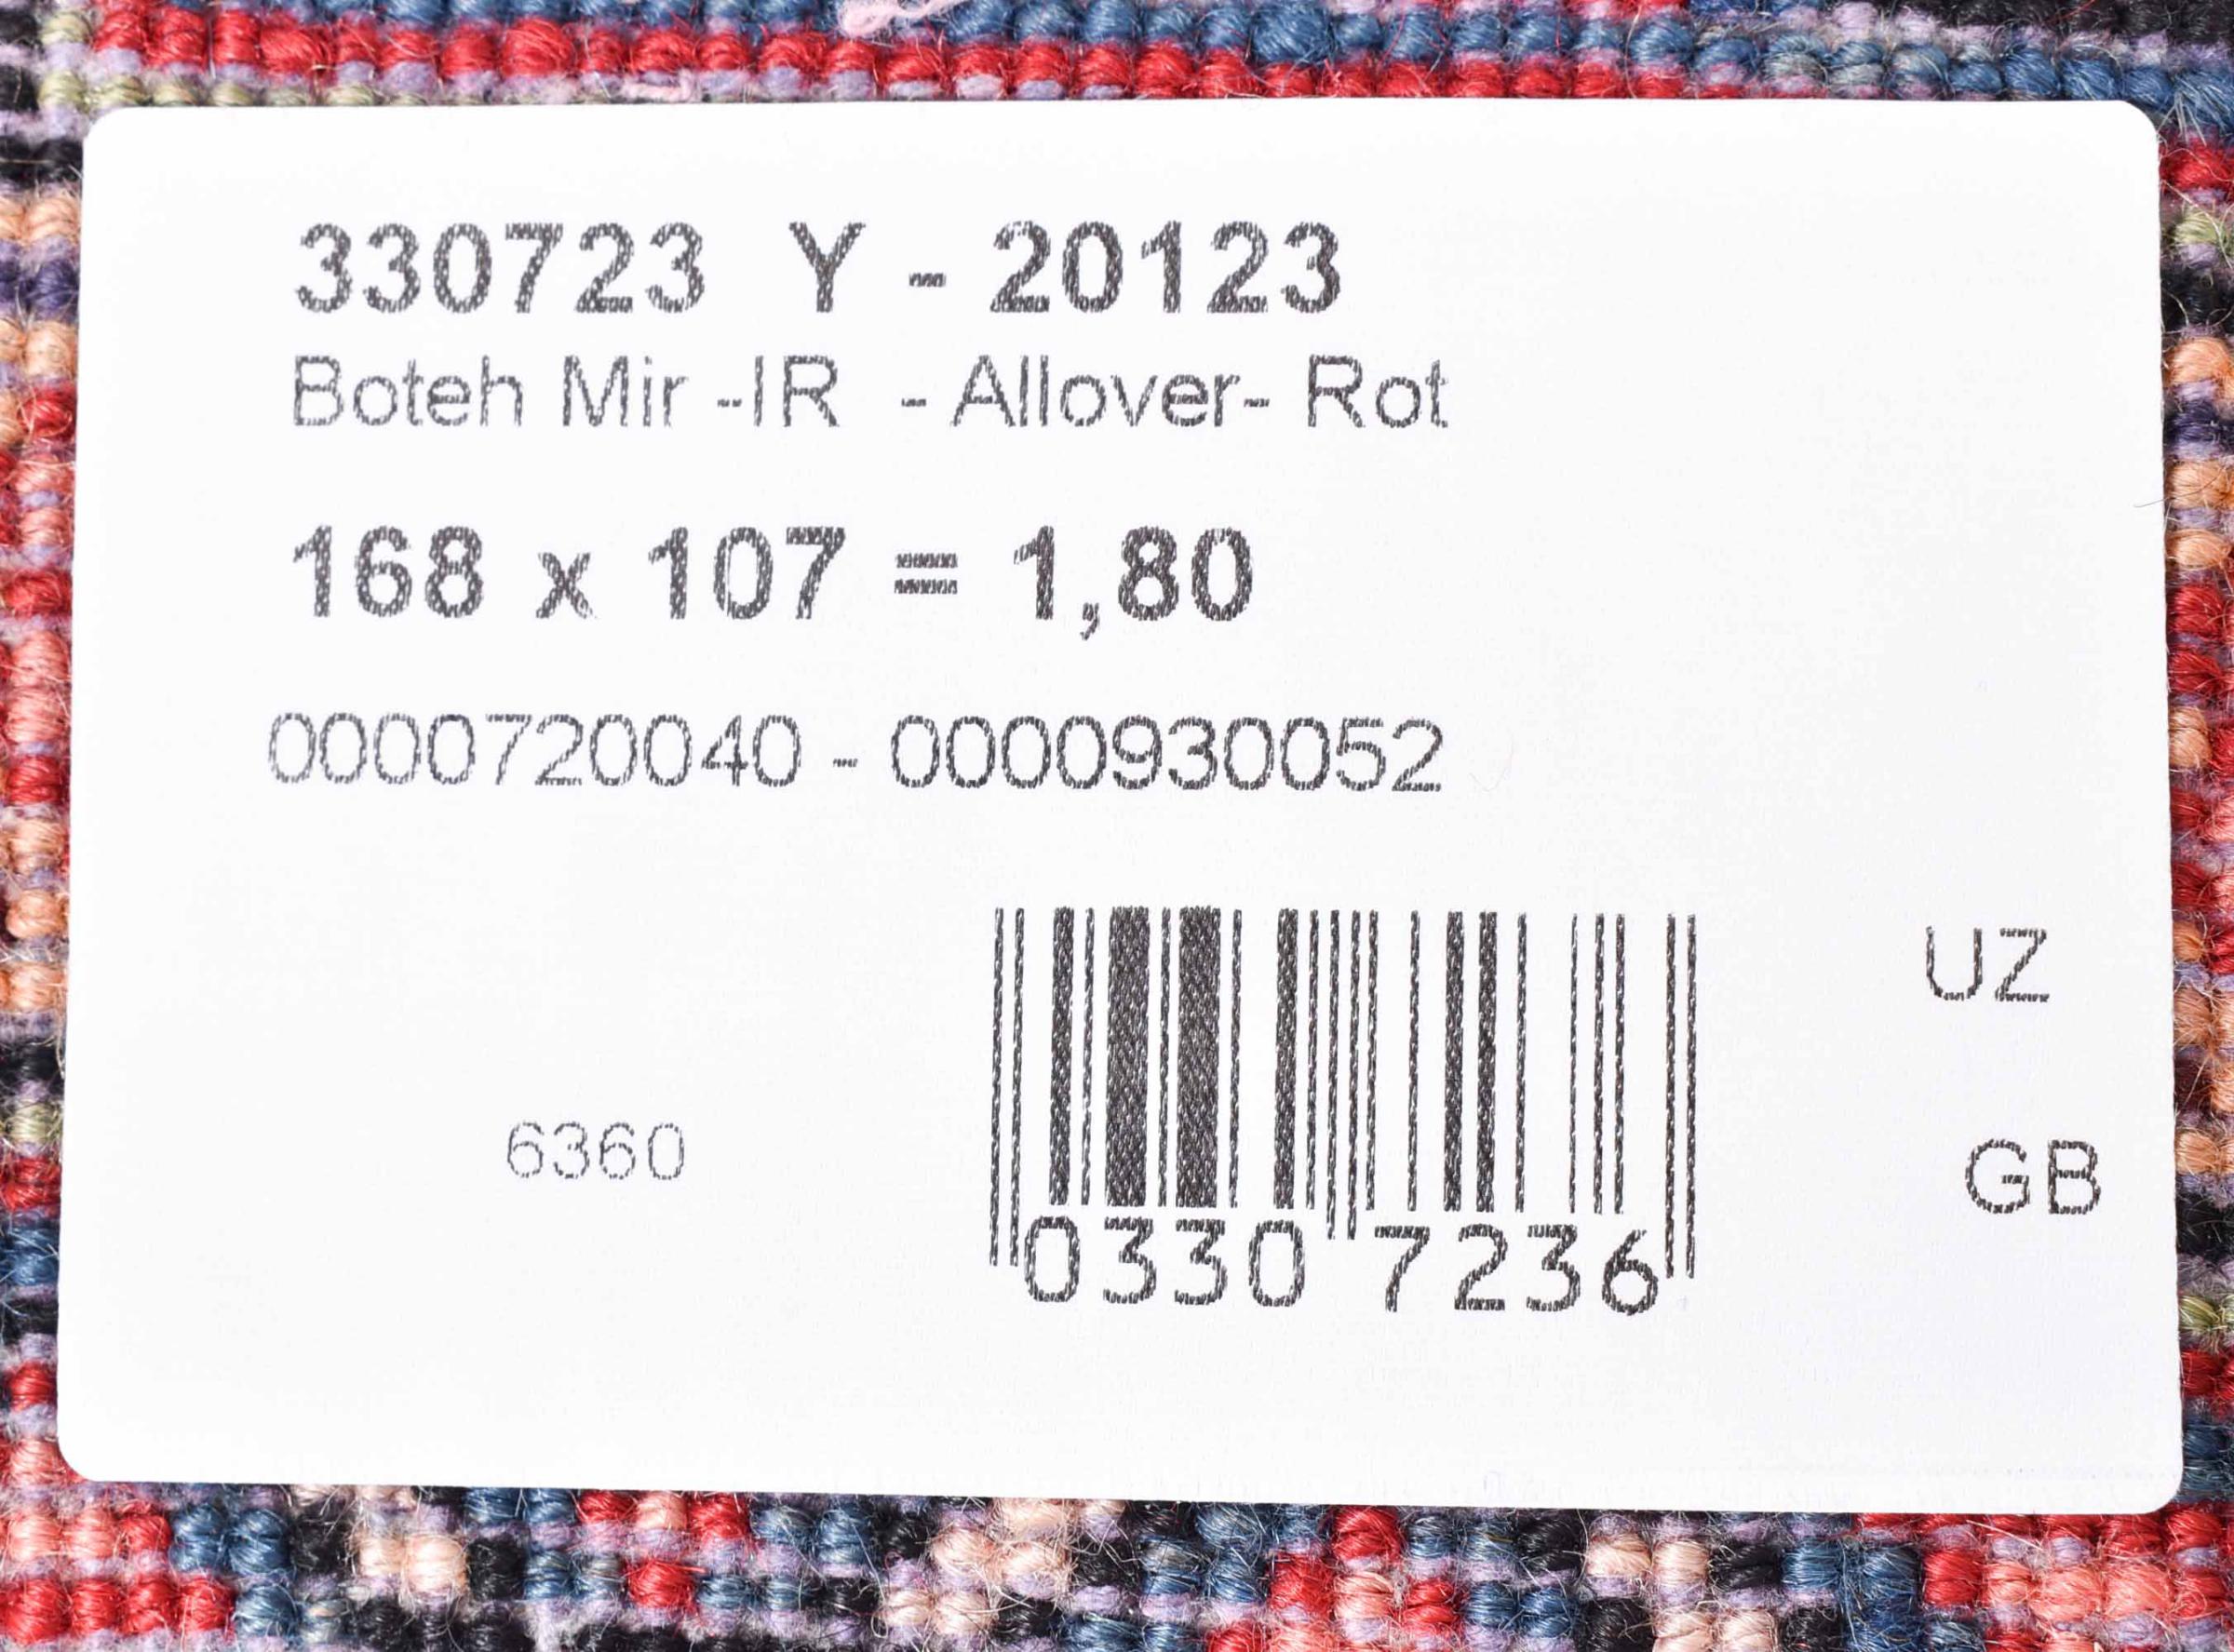 330723 Y - 20123
Boteh Mir -IR - Allover- Rot
168 x 107 = 1,80
0000720040 - 0000930052
UZ
6360
GB
0330 7236